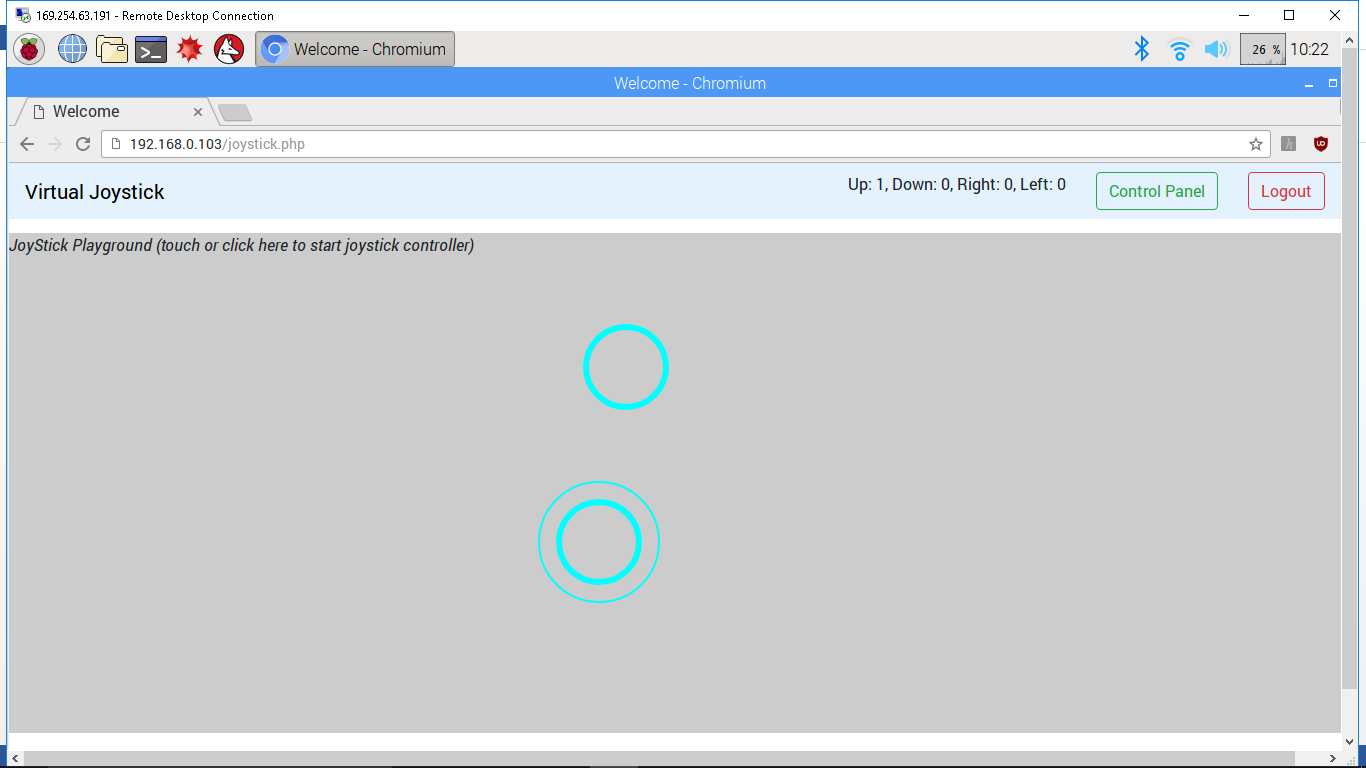 169.254.63.191 - Remote Desktop Connection
Welcome - Chromium
26 %
10:22
Welcome - Chromium
Welcome
192.168.0.103/joystick.php
Virtual Joystick
Up: 1, Down: 0, Right: 0, Left: 0
Control Panel
Logout
JoyStick Playground (touch or click here to start joystick controller)